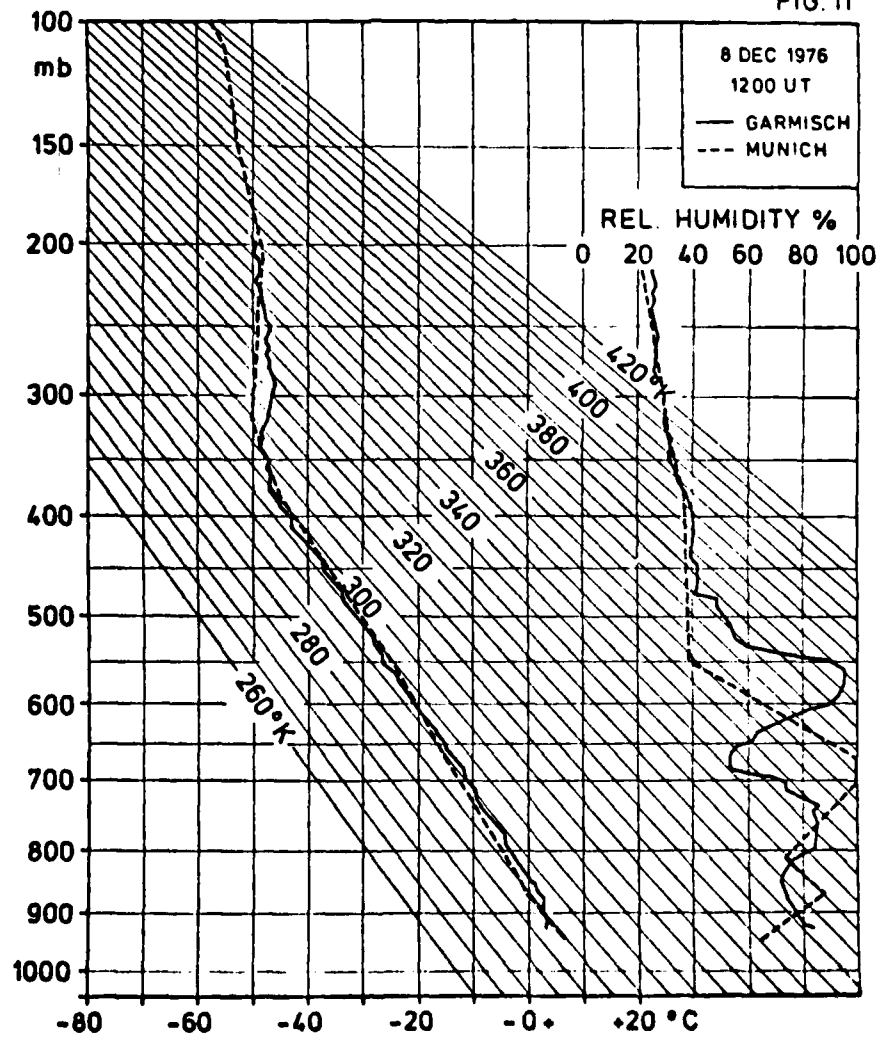 FIG. 11
100
mb
150
200
300
400
500
600
700
800
900
1000
8 DEC 1976
1200 UT
GARMISCH
MUNICH
REL. HUMIDITY %
0 20 40 60 80 100
420°K
400
380
360
340
320
300
280
260°K
-80 -60 -40 -20 -0+ +20 °C